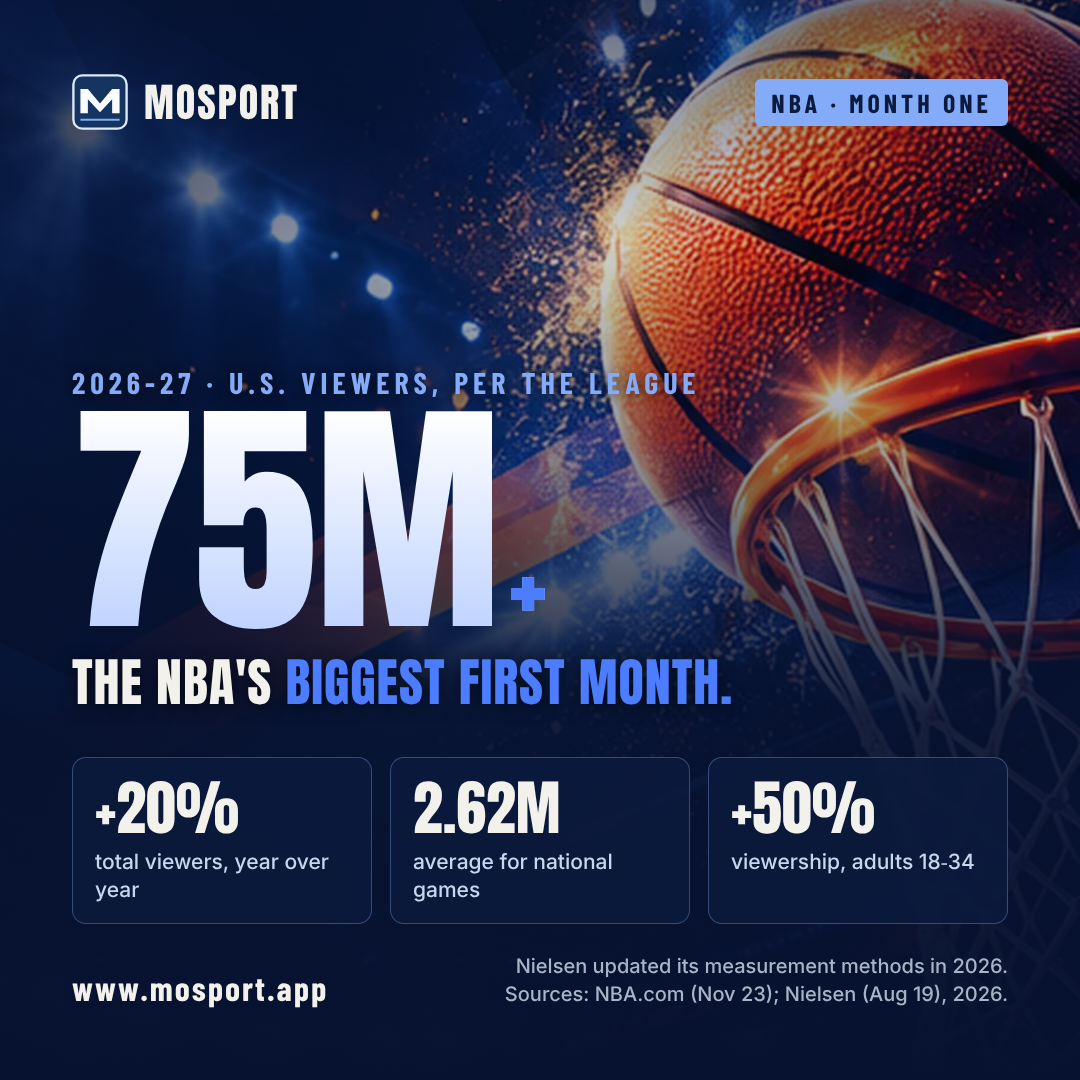 M MOSPORT
NBA · MONTH ONE
2026-27 · U.S. VIEWERS, PER THE LEAGUE
75M+
THE NBA'S BIGGEST FIRST MONTH.
+20%
total viewers, year over
year
2.62M
average for national
games
+50%
viewership, adults 18-34
www.mosport.app
Nielsen updated its measurement methods in 2026.
Sources: NBA.com (Nov 23); Nielsen (Aug 19), 2026.